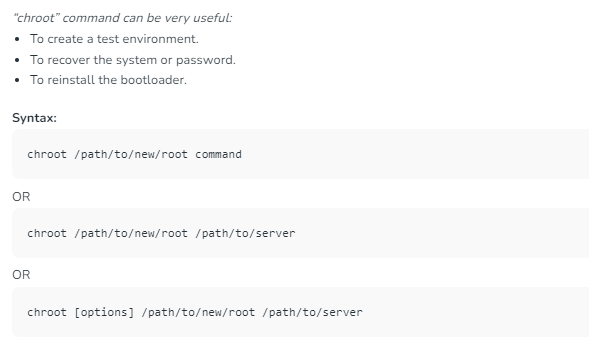 “chroot” command can be very useful:
• To create a test environment.
• To recover the system or password.
• To reinstall the bootloader.
Syntax:
chroot /path/to/new/root command
OR
chroot /path/to/new/root /path/to/server
OR
chroot [options] /path/to/new/root /path/to/server